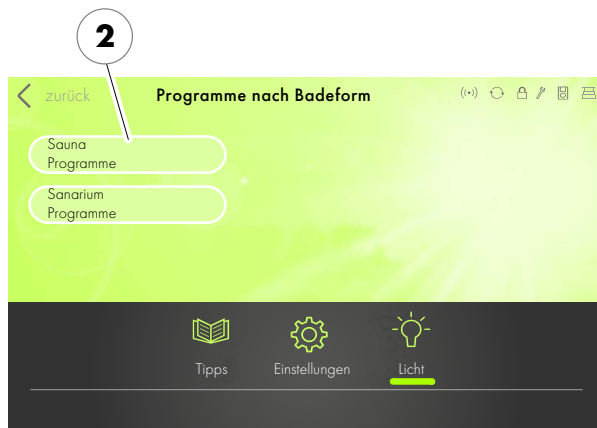 2
zurück Programme nach Badeform
Sauna
Programme
Sanarium
Programme
Tipps Einstellungen Licht